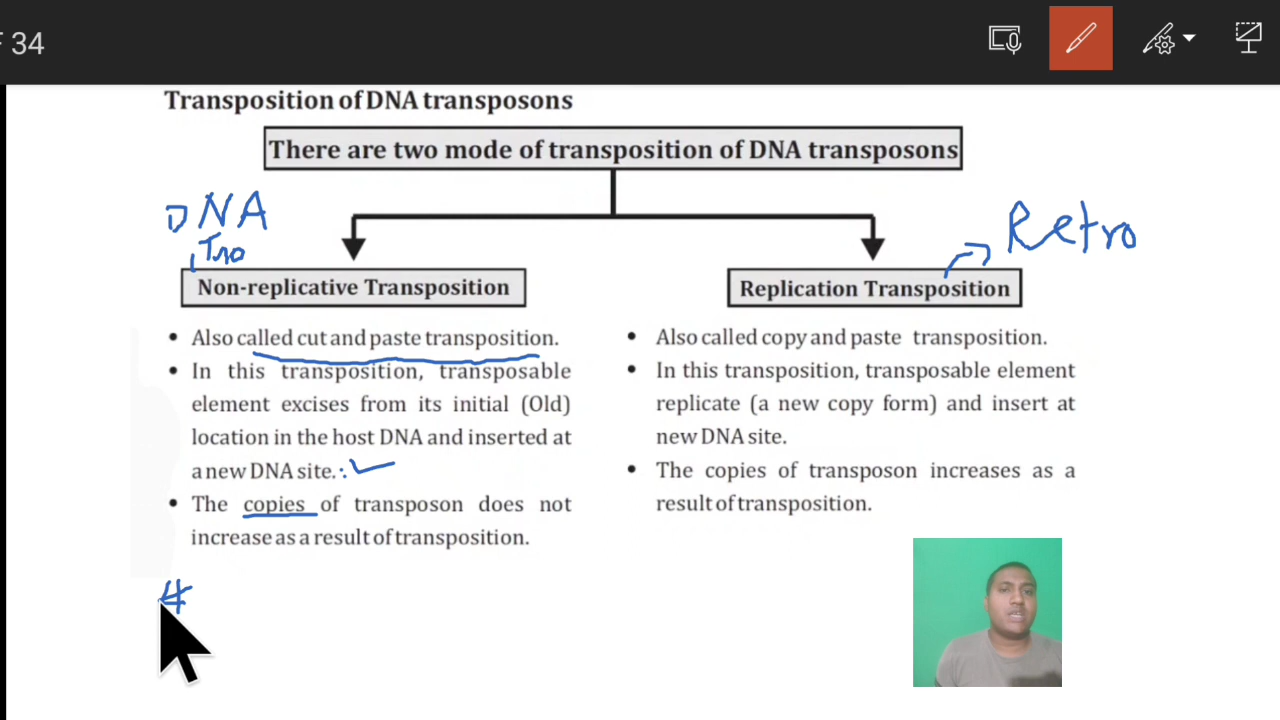 34
Transposition of DNA transposons
There are two mode of transposition of DNA transposons
DNA
Retro
Non-replicative Transposition
Replication Transposition
• Also called cut and paste transposition.
• In this transposition, transposable
element excises from its initial (Old)
location in the host DNA and inserted at
a new DNA site.
• The copies of transposon does not
increase as a result of transposition.
• Also called copy and paste transposition.
• In this transposition, transposable element
replicate (a new copy form) and insert at
new DNA site.
• The copies of transposon increases as a
result of transposition.
#